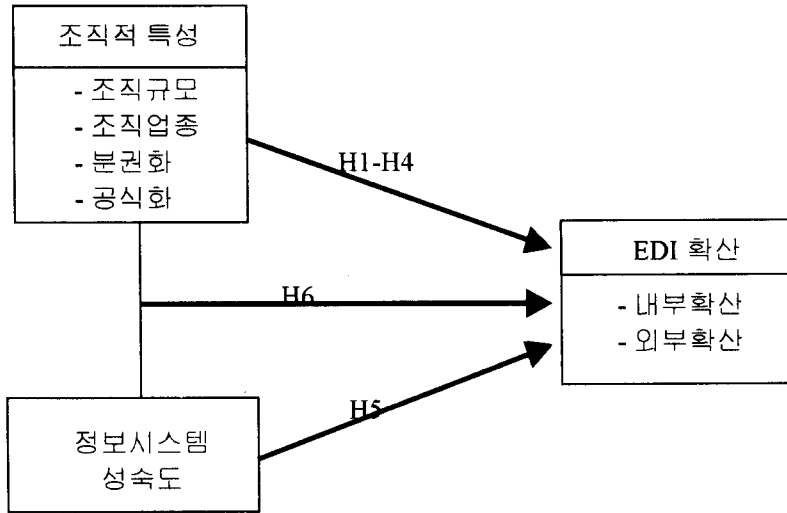 조직적 특성
- 조직규모
- 조직업종
- 분권화
- 공식화
H1-H4
EDI 확산
- 내부확산
- 외부확산
H6
H5
정보시스템
성숙도